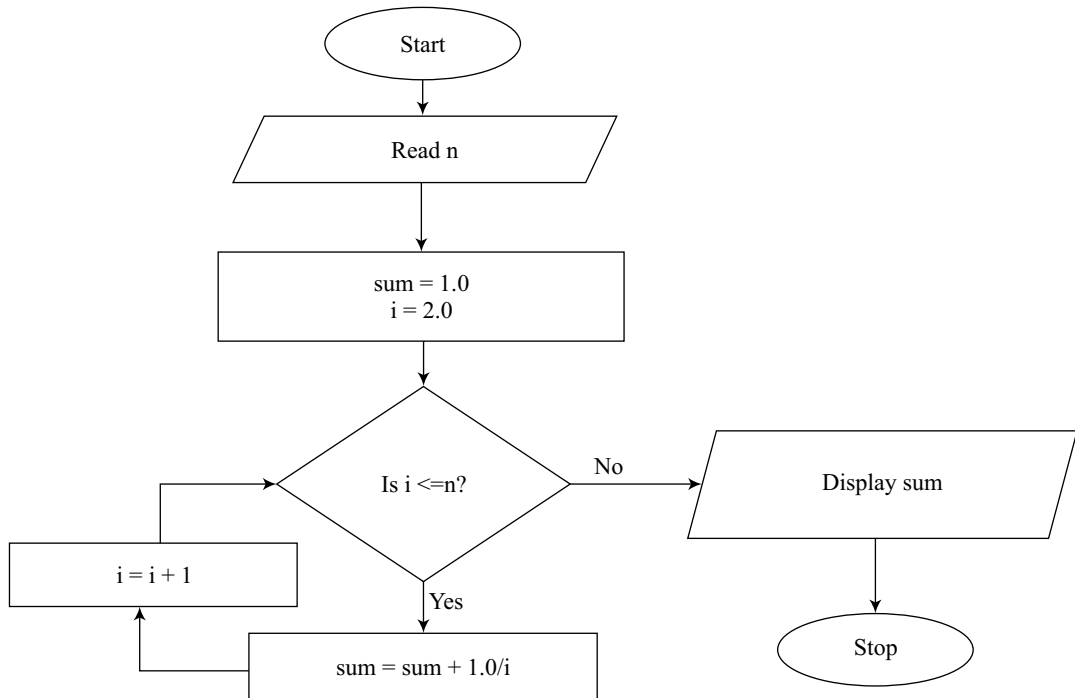 Start
Read n
sum = 1.0
i = 2.0
Is i <=n?
No
Display sum
i = i + 1
Yes
sum = sum + 1.0/i
Stop